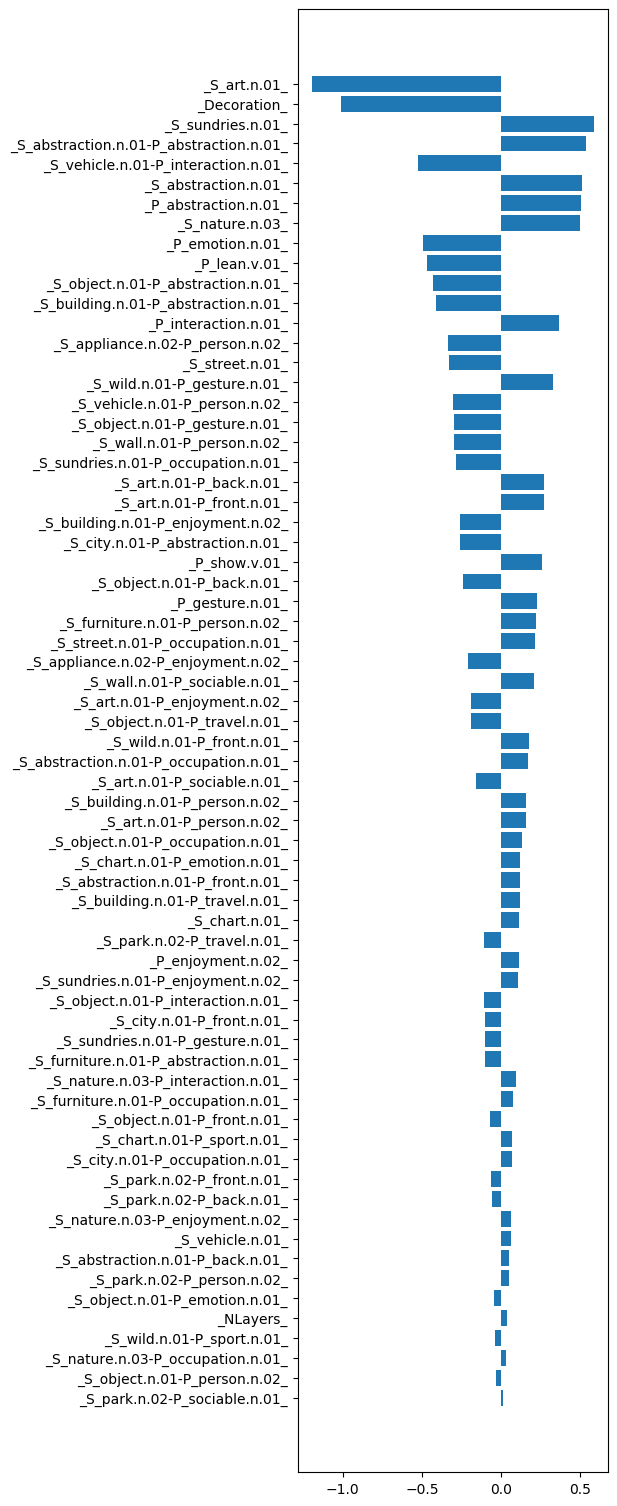 _S_art.n.01_
_Decoration_
_S_sundries.n.01_
_S_abstraction.n.01-P_abstraction.n.01_
_S_vehicle.n.01-P_interaction.n.01_
_S_abstraction.n.01_
_P_abstraction.n.01_
_S_nature.n.03_
_P_emotion.n.01_
_P_lean.v.01_
_S_object.n.01-P_abstraction.n.01_
_S_building.n.01-P_abstraction.n.01_
_P_interaction.n.01_
_S_appliance.n.02-P_person.n.02_
_S_street.n.01_
_S_wild.n.01-P_gesture.n.01_
_S_vehicle.n.01-P_person.n.02_
_S_object.n.01-P_gesture.n.01_
_S_wall.n.01-P_person.n.02_
_S_sundries.n.01-P_occupation.n.01_
_S_art.n.01-P_back.n.01_
_S_art.n.01-P_front.n.01_
_S_building.n.01-P_enjoyment.n.02_
_S_city.n.01-P_abstraction.n.01_
_P_show.v.01_
_S_object.n.01-P_back.n.01_
_P_gesture.n.01_
_S_furniture.n.01-P_person.n.02_
_S_street.n.01-P_occupation.n.01_
_S_appliance.n.02-P_enjoyment.n.02_
_S_wall.n.01-P_sociable.n.01_
_S_art.n.01-P_enjoyment.n.02_
_S_object.n.01-P_travel.n.01_
_S_wild.n.01-P_front.n.01_
_S_abstraction.n.01-P_occupation.n.01_
_S_art.n.01-P_sociable.n.01_
_S_building.n.01-P_person.n.02_
_S_art.n.01-P_person.n.02_
_S_object.n.01-P_occupation.n.01_
_S_chart.n.01-P_emotion.n.01_
_S_abstraction.n.01-P_front.n.01_
_S_building.n.01-P_travel.n.01_
_S_chart.n.01_
_S_park.n.02-P_travel.n.01_
_P_enjoyment.n.02_
_S_sundries.n.01-P_enjoyment.n.02_
_S_object.n.01-P_interaction.n.01_
_S_city.n.01-P_front.n.01_
_S_sundries.n.01-P_gesture.n.01_
_S_furniture.n.01-P_abstraction.n.01_
_S_nature.n.03-P_interaction.n.01_
_S_furniture.n.01-P_occupation.n.01_
_S_object.n.01-P_front.n.01_
_S_chart.n.01-P_sport.n.01_
_S_city.n.01-P_occupation.n.01_
_S_park.n.02-P_front.n.01_
_S_park.n.02-P_back.n.01_
_S_nature.n.03-P_enjoyment.n.02_
_S_vehicle.n.01_
_S_abstraction.n.01-P_back.n.01_
_S_park.n.02-P_person.n.02_
_S_object.n.01-P_emotion.n.01_
_NLayers_
_S_wild.n.01-P_sport.n.01_
_S_nature.n.03-P_occupation.n.01_
_S_object.n.01-P_person.n.02_
_S_park.n.02-P_sociable.n.01_
−1.0 −0.5 0.0 0.5